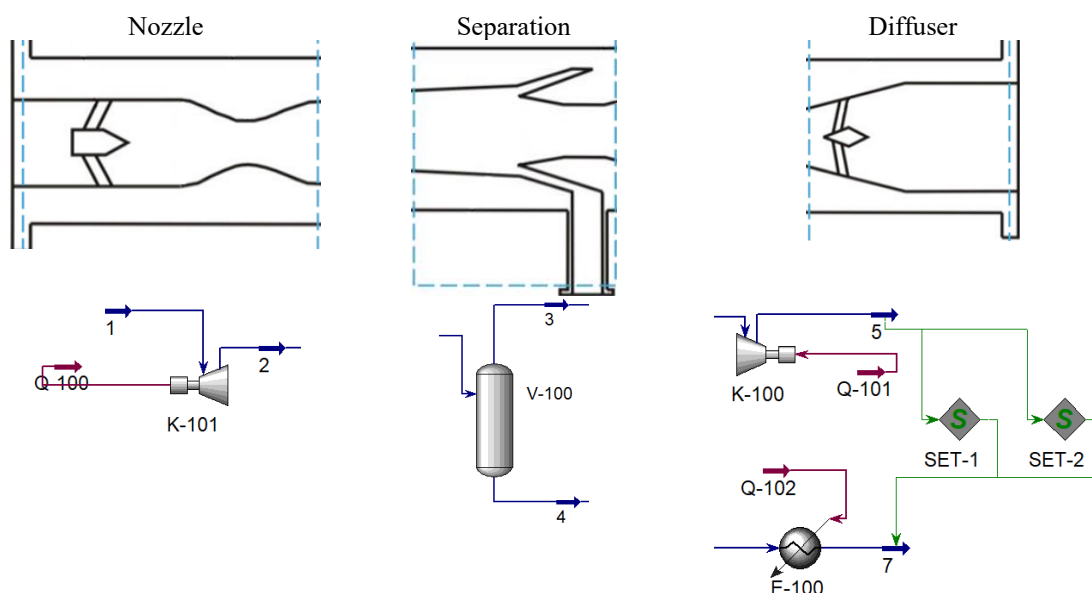 Nozzle
Separation
Diffuser
1
2
Q-100
K-101
3
V-100
4
5
K-100
Q-101
S
S
SET-1
SET-2
Q-102
7
E-100